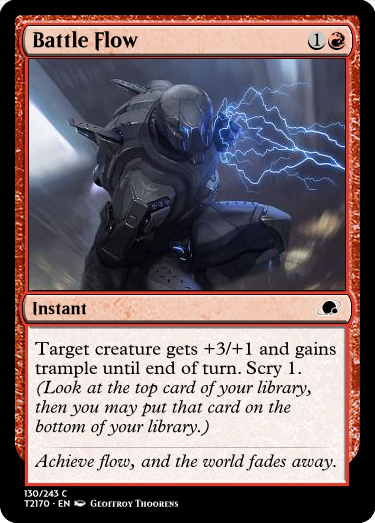 Battle Flow 1
Instant
Target creature gets +3/+1 and gains
trample until end of turn. Scry 1.
(Look at the top card of your library,
then you may put that card on the
bottom of your library.)
Achieve flow, and the world fades away.
130/243 C
T2170 • EN Geoffroy Thoorens